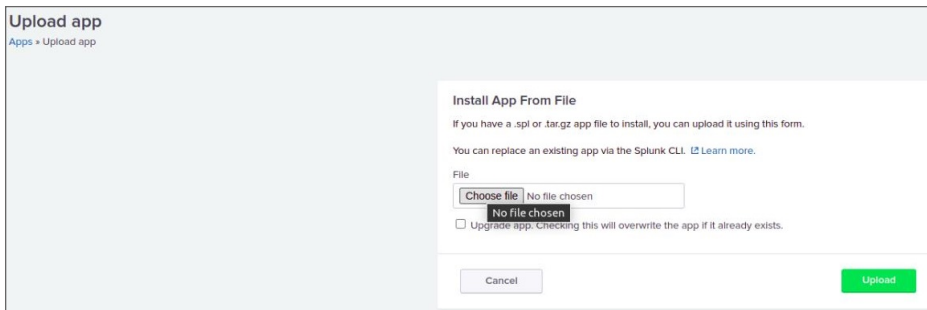 Upload app
Apps » Upload app
Install App From File
If you have a .spl or .tar.gz app file to install, you can upload it using this form.
You can replace an existing app via the Splunk CLI. Learn more.
File
Choose file No file chosen
No file chosen
Upgrade app. Checking this will overwrite the app if it already exists.
Cancel Upload